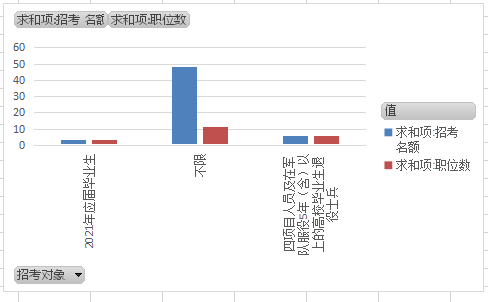 求和项:招考 名额
求和项:职位数
60
50
40
30
20
10
0
2021年应届毕业生
不限
四项目人员及在军
队服役5年（含）以
上的高校毕业生退
役士兵
值
求和项:招考
名额
求和项:职位数
招考对象